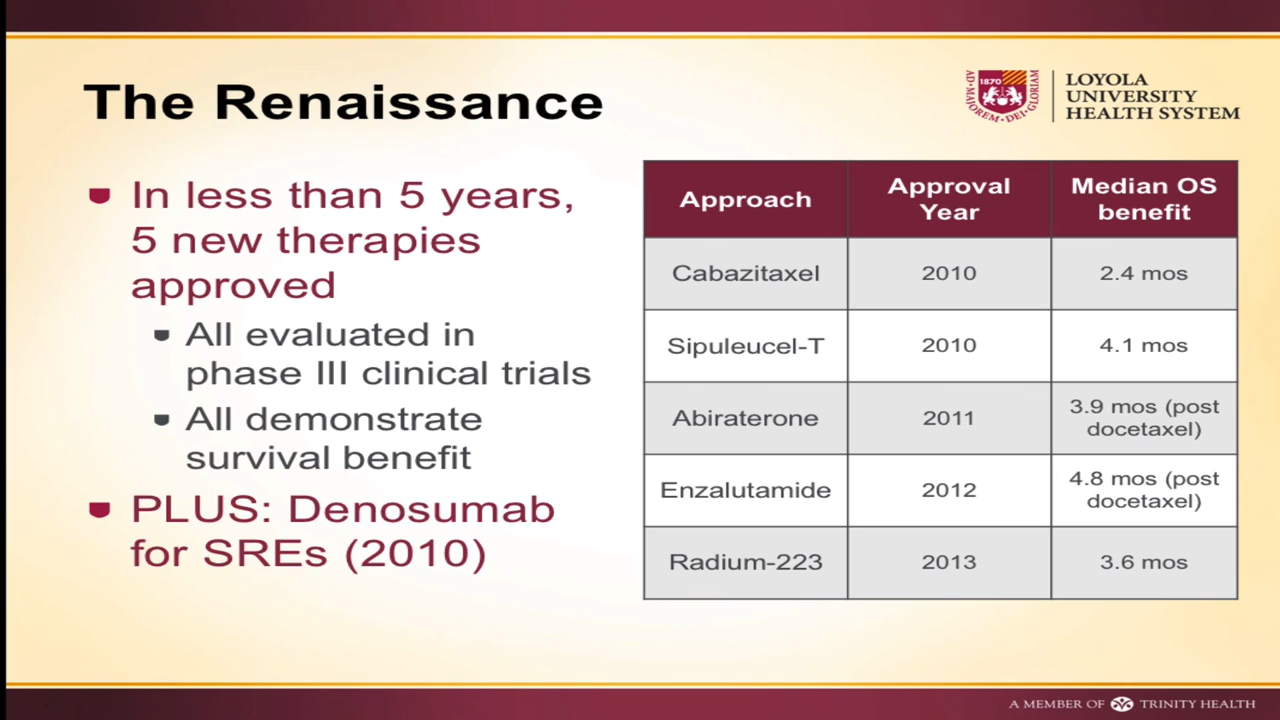 The Renaissance
1870
AD·MAJOREM·DEI·GLORIAM
LOYOLA
UNIVERSITY
HEALTH SYSTEM
In less than 5 years,
5 new therapies
approved
All evaluated in
phase III clinical trials
All demonstrate
survival benefit
PLUS: Denosumab
for SREs (2010)
Approach
Approval
Year
Median OS
benefit
Cabazitaxel
2010
2.4 mos
Sipuleucel-T
2010
4.1 mos
Abiraterone
2011
3.9 mos (post
docetaxel)
Enzalutamide
2012
4.8 mos (post
docetaxel)
Radium-223
2013
3.6 mos
A MEMBER OF TRINITY HEALTH